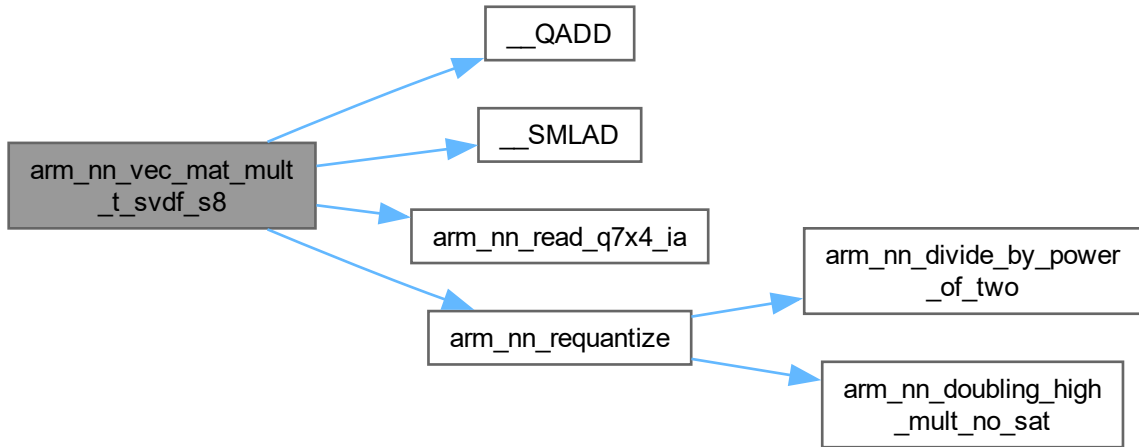 __QADD
__SMLAD
arm_nn_vec_mat_mult
_t_svdf_s8
arm_nn_read_q7x4_ia
arm_nn_requantize
arm_nn_divide_by_power
_of_two
arm_nn_doubling_high
_mult_no_sat